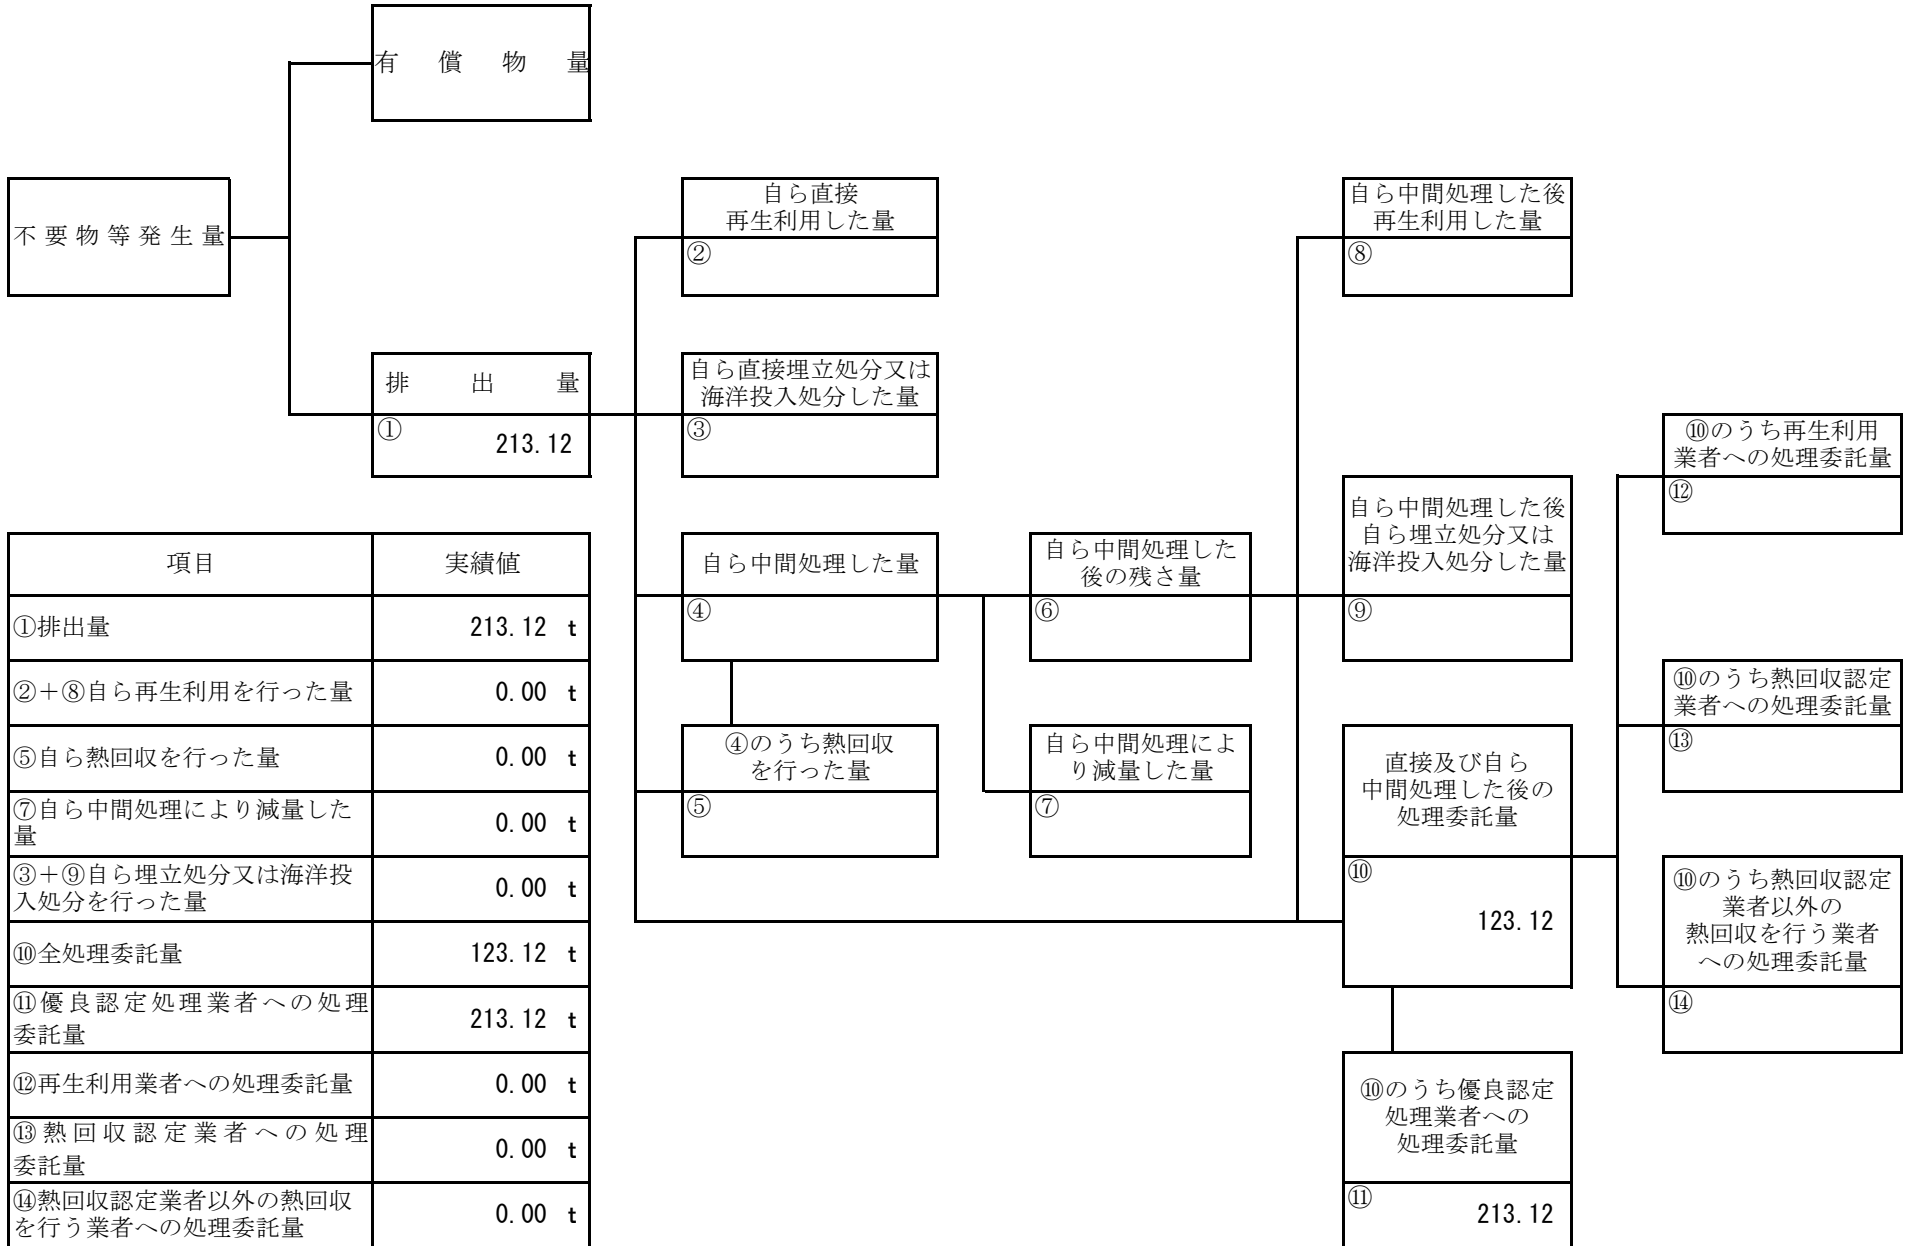 有償物量
不要物等発生量
自ら直接
再生利用した量
②
自ら中間処理した後
再生利用した量
⑧
排出量
①
213.12
自ら直接埋立処分又は
海洋投入処分した量
③
⑩のうち再生利用
業者への処理委託量
⑫
自ら中間処理した量
④
自ら中間処理した
後の残さ量
⑥
自ら中間処理した後
自ら埋立処分又は
海洋投入処分した量
⑨
⑩のうち熱回収認定
業者への処理委託量
⑬
④のうち熱回収
を行った量
⑤
自ら中間処理によ
り減量した量
⑦
直接及び自ら
中間処理した後の
処理委託量
⑩
123.12
⑩のうち熱回収認定
業者以外の
熱回収を行う業者
への処理委託量
⑭
⑩のうち優良認定
処理業者への
処理委託量
⑪
213.12
項目 実績値
①排出量 213.12 t
②＋⑧自ら再生利用を行った量 0.00 t
⑤自ら熱回収を行った量 0.00 t
⑦自ら中間処理により減量した
量 0.00 t
③＋⑨自ら埋立処分又は海洋投
入処分を行った量 0.00 t
⑩全処理委託量 123.12 t
⑪優良認定処理業者への処理
委託量 213.12 t
⑫再生利用業者への処理委託量 0.00 t
⑬熱回収認定業者への処理
委託量 0.00 t
⑭熱回収認定業者以外の熱回収
を行う業者への処理委託量 0.00 t